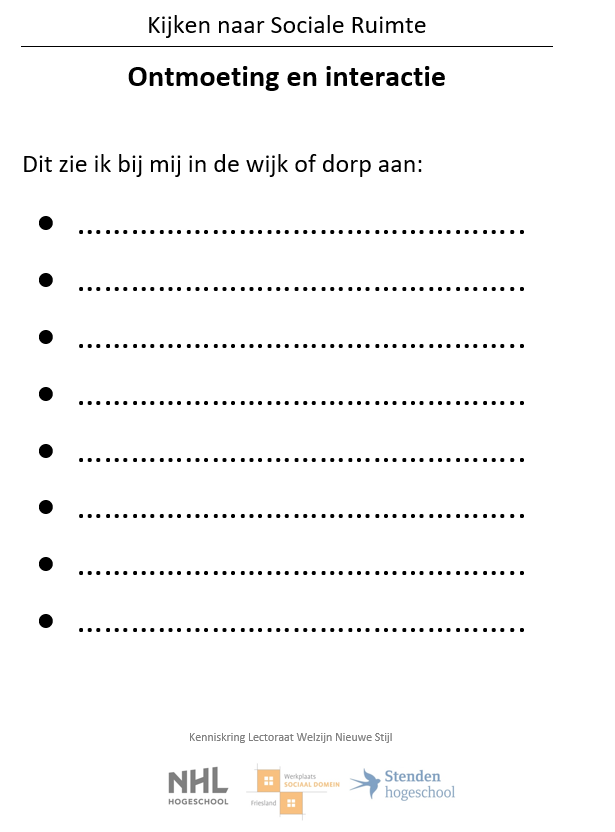 Kijken naar Sociale Ruimte
Ontmoeting en interactie
Dit zie ik bij mij in de wijk of dorp aan:
• ..................................................
• ..................................................
• ..................................................
• ..................................................
• ..................................................
• ..................................................
• ..................................................
• ..................................................
Kenniskring Lectoraat Welzijn Nieuwe Stijl
NHL
HOGESCHOOL
Werkplaats
SOCIAAL DOMEIN
Friesland
Stenden
hogeschool